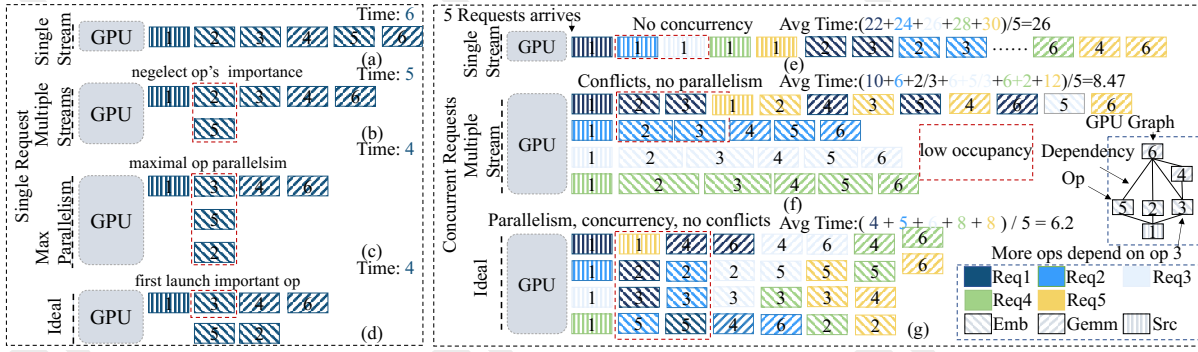 Single Request
Single Stream
GPU
1 2 3 4 5 6
Time: 6
(a)
negelect op's importance
Time: 5
Multiple Streams
GPU
1 2 3 4 6
5
(b)
Time: 4
maximal op parallelsim
Max Parallelism
GPU
1 3 4 6
5
2
(c)
Time: 4
first launch important op
Ideal
GPU
1 3 4 6
5 2
(d)
Concurrent Requests
5 Requests arrives
No concurrency
Avg Time:(22+24+26+28+30)/5=26
Single Stream
GPU
1 1 1 1 1 2 3 2 3 ...... 6 4 6
(e)
Conflicts, no parallelism
Avg Time:(10+6+2/3+6+5/3+6+2+12)/5=8.47
Multiple Stream
GPU
1 2 3 1 2 4 3 5 4 6 5 6
1 2 3 4 5 6
1 2 3 4 5 6
1 2 3 4 5 6
low occupancy
(f)
Parallelism, concurrency, no conflicts
Avg Time:( 4 + 5 + 6 + 8 + 8 ) / 5 = 6.2
Ideal
GPU
1 1 4 6 4 6 4 6
1 2 2 2 5 5 5 6
1 3 3 3 3 3 4
1 5 5 4 6 2 2
(g)
GPU Graph
Dependency
Op
6
4
5 2 3
1
More ops depend on op 3
Req1 Req2 Req3
Req4 Req5
Emb Gemm Src